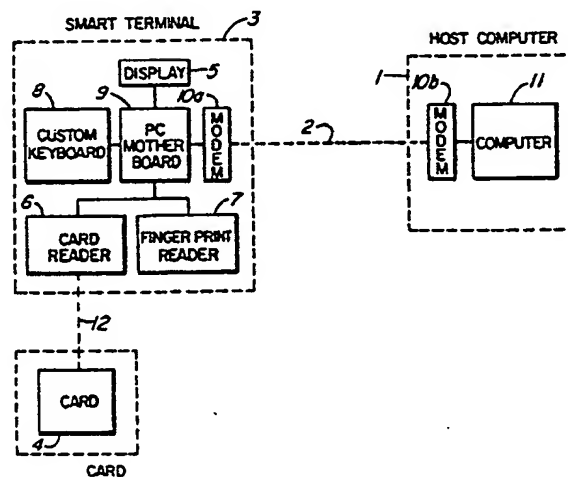 SMART TERMINAL
3
HOST COMPUTER
DISPLAY
5
1
10b
11
8
9
10a
CUSTOM
KEYBOARD
PC
MOTHER
BOARD
MODEM
2
MODEM
COMPUTER
6
7
CARD
READER
FINGER PRINT
READER
12
CARD
4
CARD